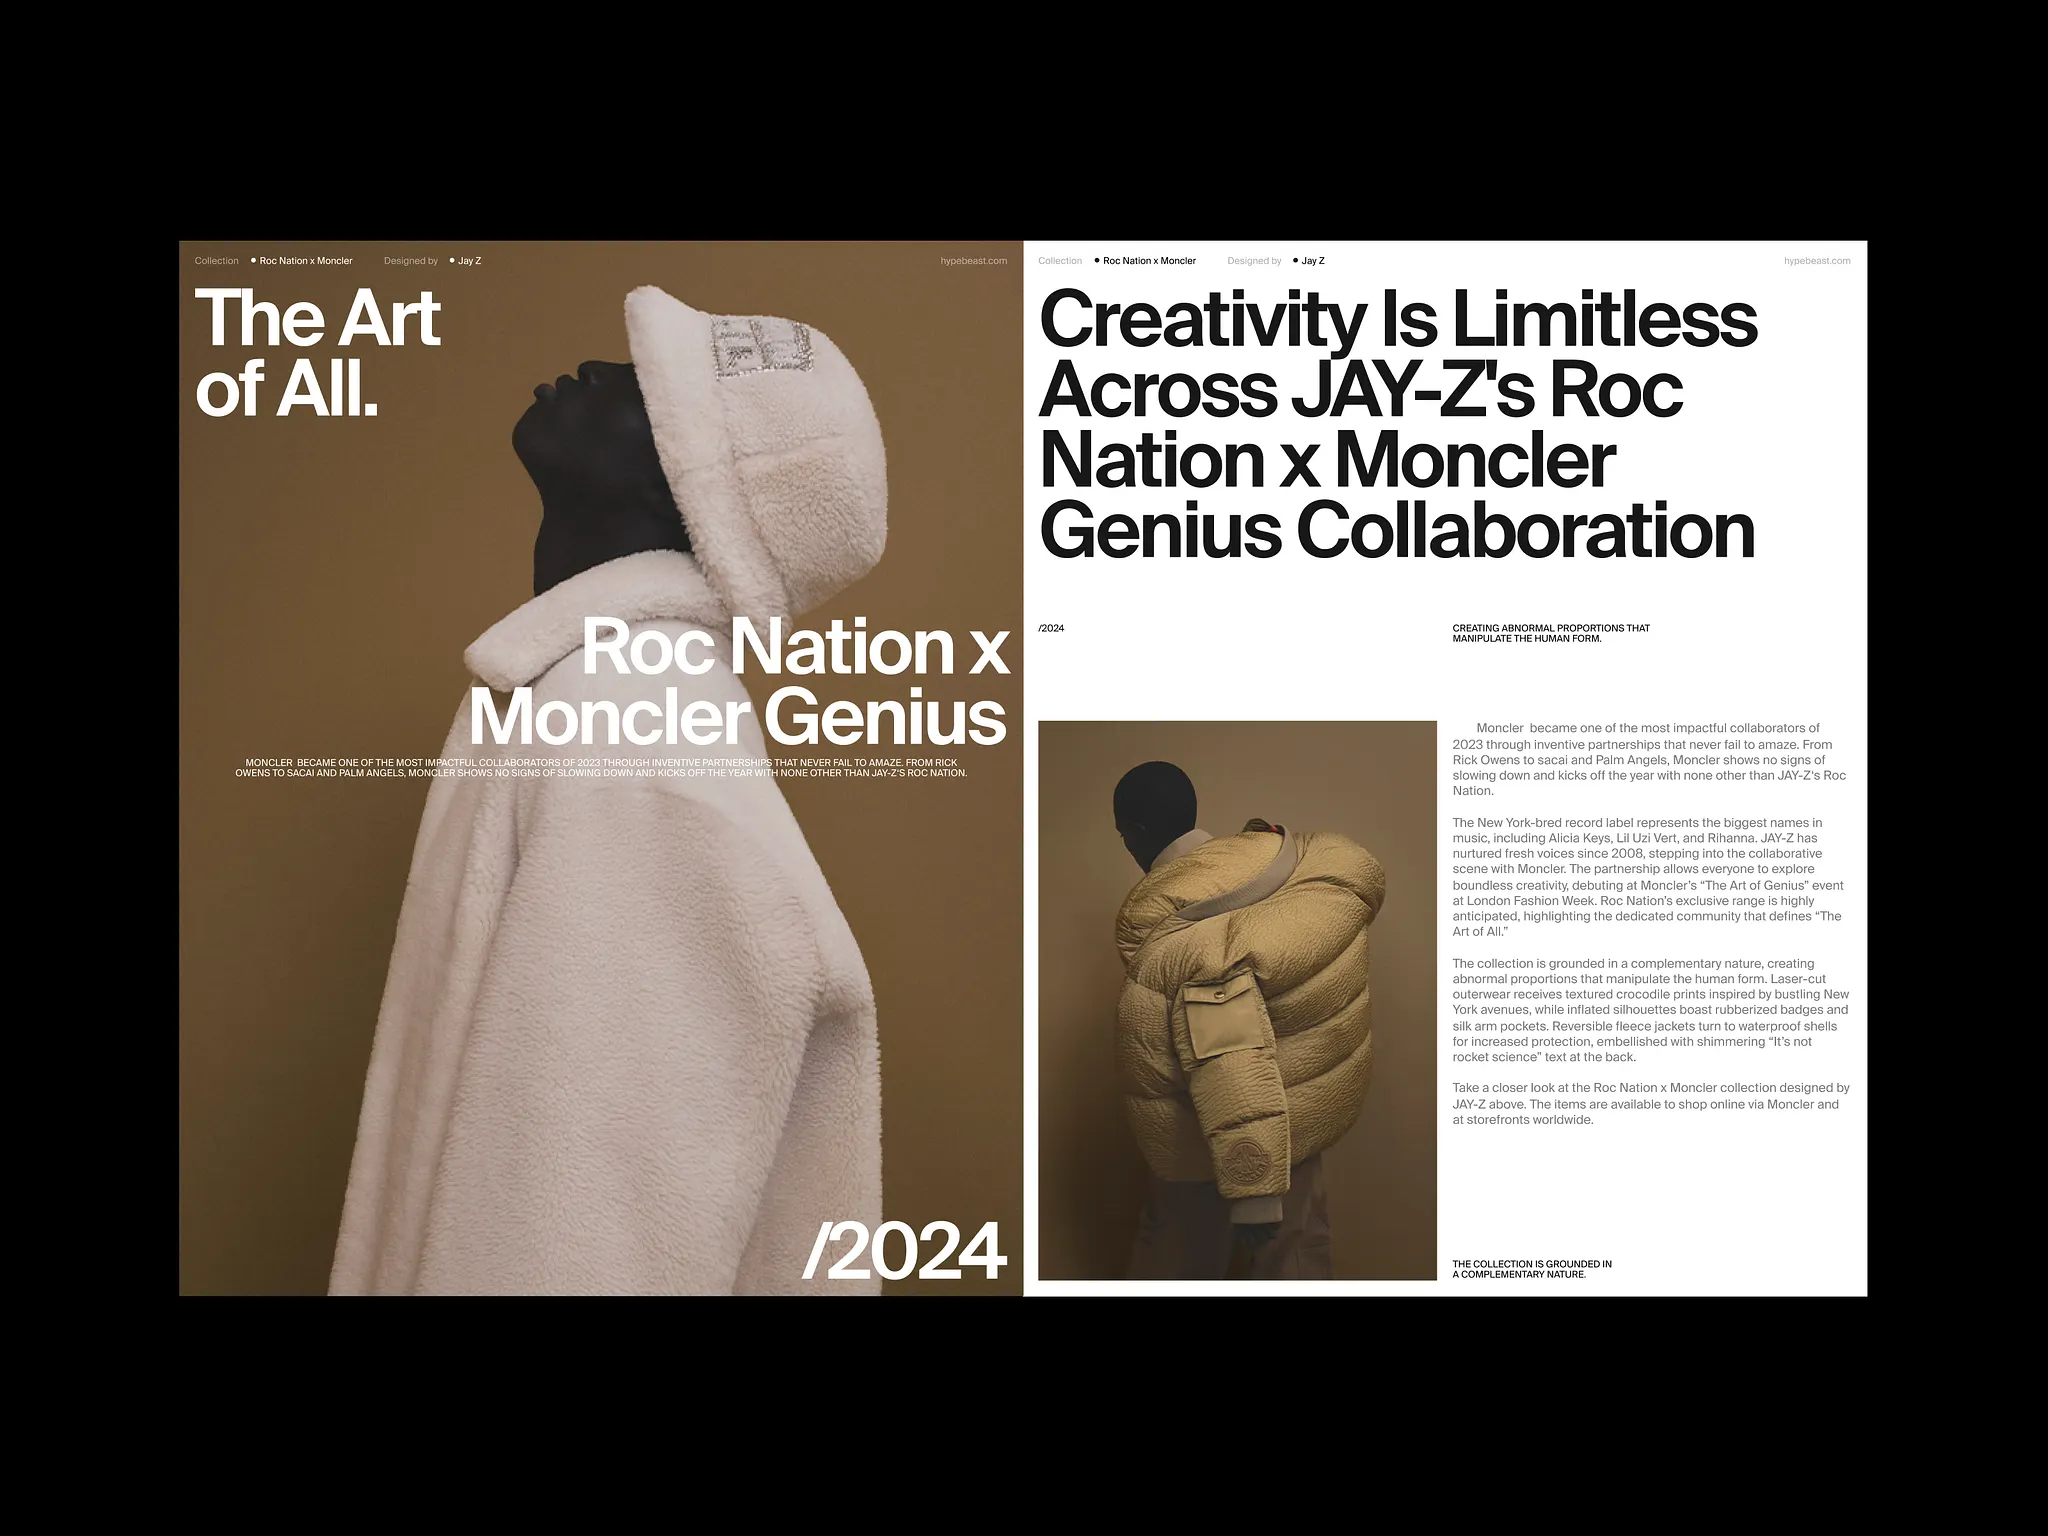 Collection • Roc Nation x Moncler Designed by • Jay Z hypebeast.com
The Art
of All.
Roc Nation x
Moncler Genius
MONCLER BECAME ONE OF THE MOST IMPACTFUL COLLABORATORS OF 2023 THROUGH INVENTIVE PARTNERSHIPS THAT NEVER FAIL TO AMAZE. FROM RICK
OWENS TO SACAI AND PALM ANGELS, MONCLER SHOWS NO SIGNS OF SLOWING DOWN AND KICKS OFF THE YEAR WITH NONE OTHER THAN JAY-Z'S ROC NATION.
/2024
Collection • Roc Nation x Moncler Designed by • Jay Z hypebeast.com
Creativity Is Limitless
Across JAY-Z's Roc
Nation x Moncler
Genius Collaboration
/2024
CREATING ABNORMAL PROPORTIONS THAT
MANIPULATE THE HUMAN FORM.
Moncler became one of the most impactful collaborators of
2023 through inventive partnerships that never fail to amaze. From
Rick Owens to sacai and Palm Angels, Moncler shows no signs of
slowing down and kicks off the year with none other than JAY-Z's Roc
Nation.
The New York-bred record label represents the biggest names in
music, including Alicia Keys, Lil Uzi Vert, and Rihanna. JAY-Z has
nurtured fresh voices since 2008, stepping into the collaborative
scene with Moncler. The partnership allows everyone to explore
boundless creativity, debuting at Moncler's “The Art of Genius” event
at London Fashion Week. Roc Nation's exclusive range is highly
anticipated, highlighting the dedicated community that defines “The
Art of All.”
The collection is grounded in a complementary nature, creating
abnormal proportions that manipulate the human form. Laser-cut
outerwear receives textured crocodile prints inspired by bustling New
York avenues, while inflated silhouettes boast rubberized badges and
silk arm pockets. Reversible fleece jackets turn to waterproof shells
for increased protection, embellished with shimmering “It's not
rocket science” text at the back.
Take a closer look at the Roc Nation x Moncler collection designed by
JAY-Z above. The items are available to shop online via Moncler and
at storefronts worldwide.
THE COLLECTION IS GROUNDED IN
A COMPLEMENTARY NATURE.